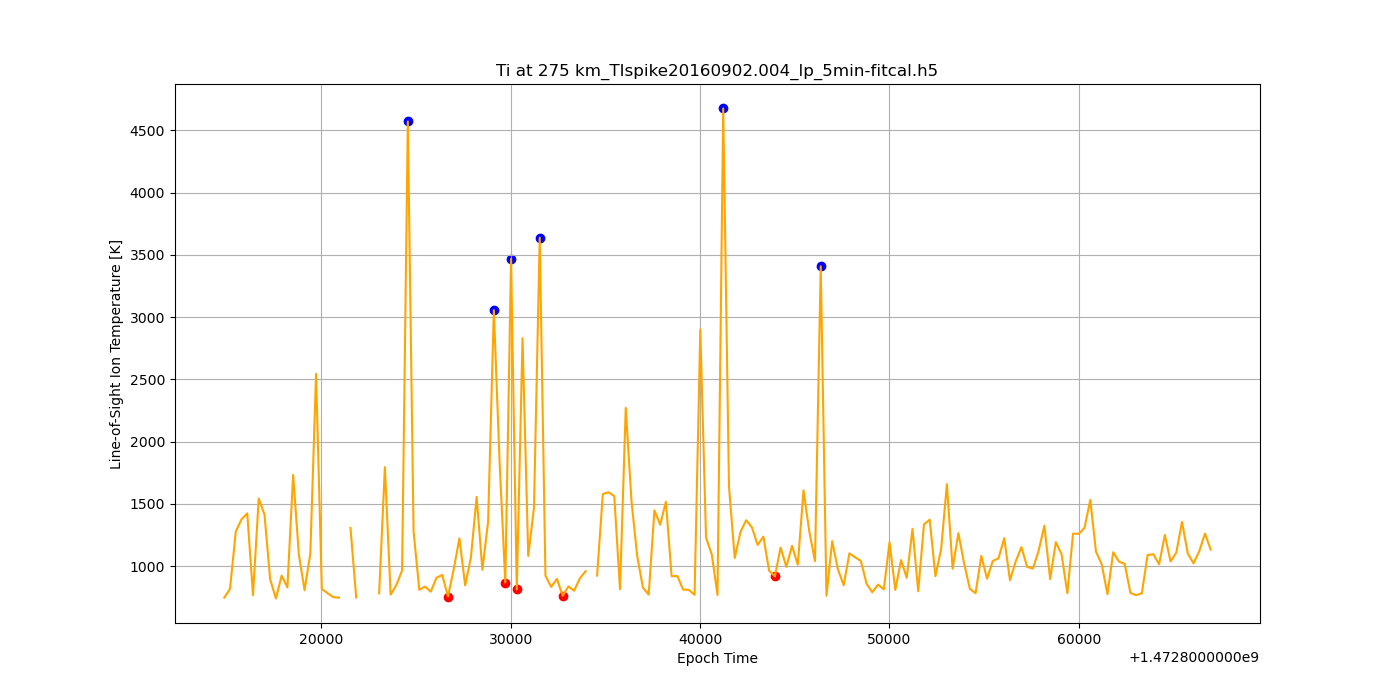 Ti at 275 km_TIspike20160902.004_lp_5min-fitcal.h5
Line-of-Sight Ion Temperature [K]
4500
4000
3500
3000
2500
2000
1500
1000
20000 30000 40000 50000 60000
Epoch Time
+1.4728000000e9